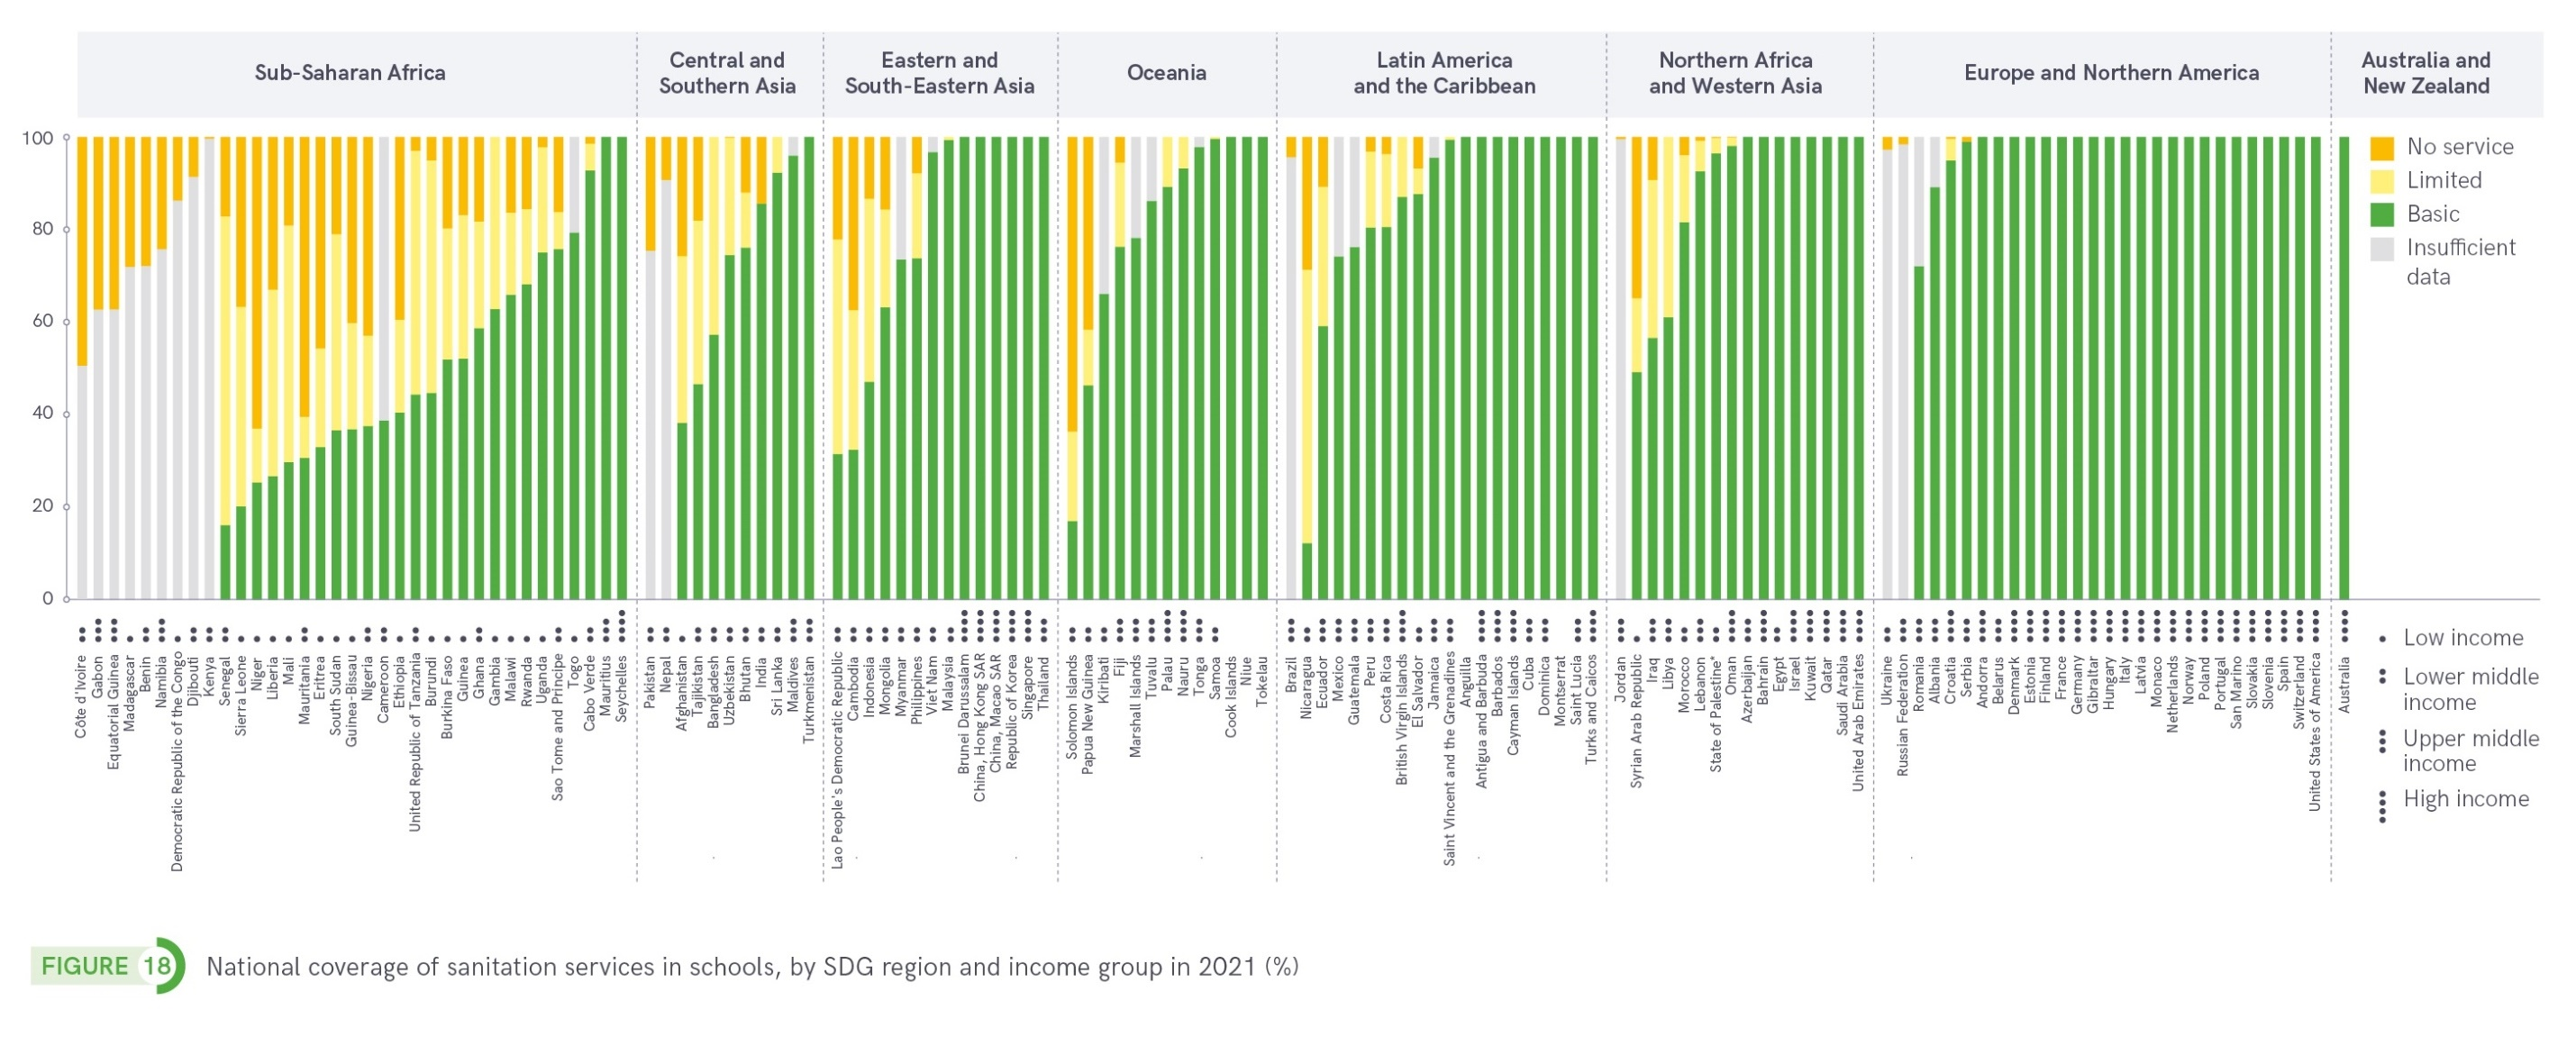 Sub-Saharan Africa
Central and
Southern Asia
Eastern and
South-Eastern Asia
Oceania
Latin America
and the Caribbean
Northern Africa
and Western Asia
Europe and Northern America
Australia and
New Zealand
100
80
60
40
20
0
No service
Limited
Basic
Insufficient
data
Côte d'Ivoire
Gabon
Equatorial Guinea
Madagascar
Benin
Namibia
Democratic Republic of the Congo
Djibouti
Kenya
Senegal
Sierra Leone
Niger
Liberia
Mali
Mauritania
Eritrea
South Sudan
Guinea-Bissau
Nigeria
Cameroon
Ethiopia
United Republic of Tanzania
Burundi
Burkina Faso
Guinea
Ghana
Gambia
Malawi
Rwanda
Uganda
Sao Tome and Principe
Togo
Cabo Verde
Mauritius
Seychelles
Pakistan
Nepal
Afghanistan
Tajikistan
Bangladesh
Uzbekistan
Bhutan
India
Sri Lanka
Maldives
Turkmenistan
Lao People's Democratic Republic
Cambodia
Indonesia
Mongolia
Myanmar
Philippines
Viet Nam
Malaysia
Brunei Darussalam
China, Hong Kong SAR
China, Macao SAR
Republic of Korea
Singapore
Thailand
Solomon Islands
Papua New Guinea
Kiribati
Fiji
Marshall Islands
Tuvalu
Palau
Nauru
Tonga
Samoa
Cook Islands
Niue
Tokelau
Brazil
Nicaragua
Ecuador
Mexico
Guatemala
Peru
Costa Rica
British Virgin Islands
El Salvador
Jamaica
Saint Vincent and the Grenadines
Anguilla
Antigua and Barbuda
Barbados
Cayman Islands
Cuba
Dominica
Montserrat
Saint Lucia
Turks and Caicos
Jordan
Syrian Arab Republic
Iraq
Libya
Morocco
Lebanon
State of Palestine*
Oman
Azerbaijan
Bahrain
Egypt
Israel
Kuwait
Qatar
Saudi Arabia
United Arab Emirates
Ukraine
Russian Federation
Romania
Albania
Croatia
Serbia
Andorra
Belarus
Denmark
Estonia
Finland
France
Germany
Gibraltar
Hungary
Italy
Latvia
Monaco
Netherlands
Norway
Poland
Portugal
San Marino
Slovakia
Slovenia
Spain
Switzerland
United States of America
Australia
Low income
Lower middle
income
Upper middle
income
High income
FIGURE 18 National coverage of sanitation services in schools, by SDG region and income group in 2021 (%)